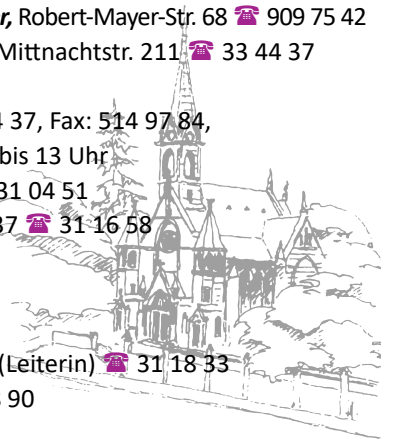 r, Robert-Mayer-Str. 68 ☎ 909 75 42
Mittnachtstr. 211 ☎ 33 44 37
4 37, Fax: 514 97 84,
bis 13 Uhr
31 04 51
37 ☎ 31 16 58
(Leiterin) ☎ 31 18 33
90